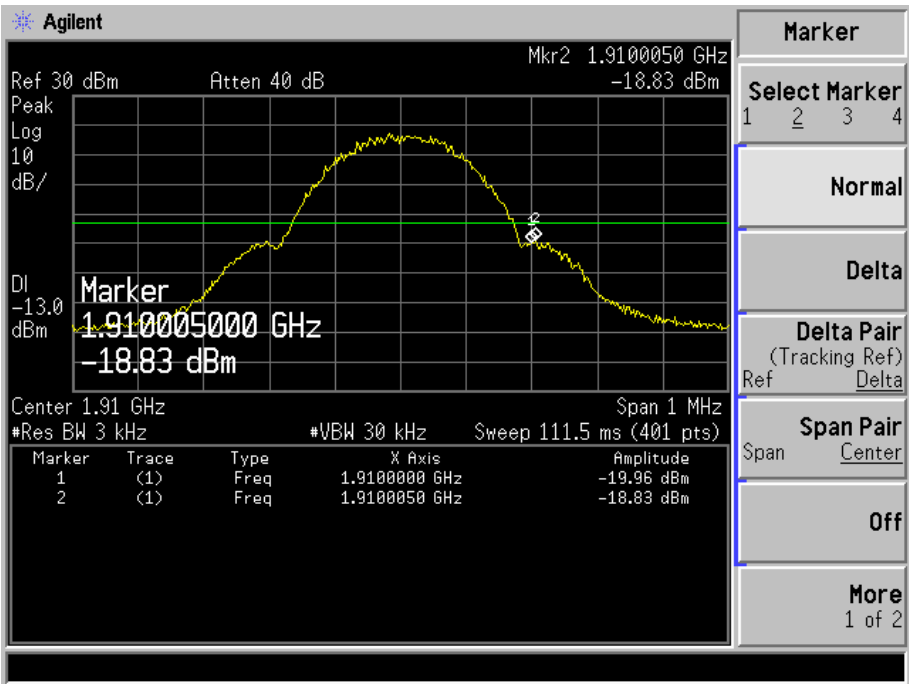 Agilent
Mkr2 1.9100050 GHz
Ref 30 dBm Atten 40 dB -18.83 dBm
Peak
Log
10
dB/
DI
-13.0
dBm
12
Marker
1.910005000 GHz
-18.83 dBm
Center 1.91 GHz Span 1 MHz
#Res BW 3 kHz #VBW 30 kHz Sweep 111.5 ms (401 pts)
Marker Trace Type X Axis Amplitude
1 (1) Freq 1.9100000 GHz -19.96 dBm
2 (1) Freq 1.9100050 GHz -18.83 dBm
Marker
Select Marker
1 2 3 4
Normal
Delta
Delta Pair
(Tracking Ref)
Ref Delta
Span Pair
Span Center
Off
More
1 of 2